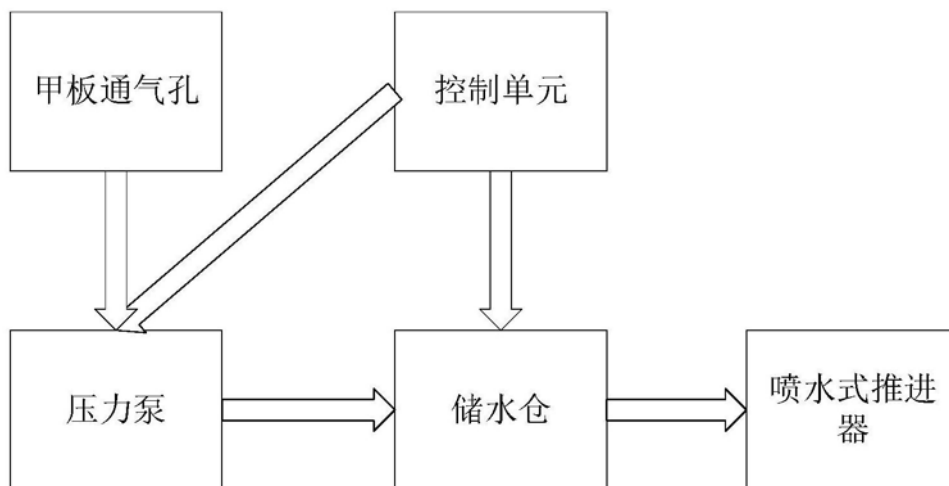 甲板通气孔
控制单元
压力泵
储水仓
喷水式推进
器